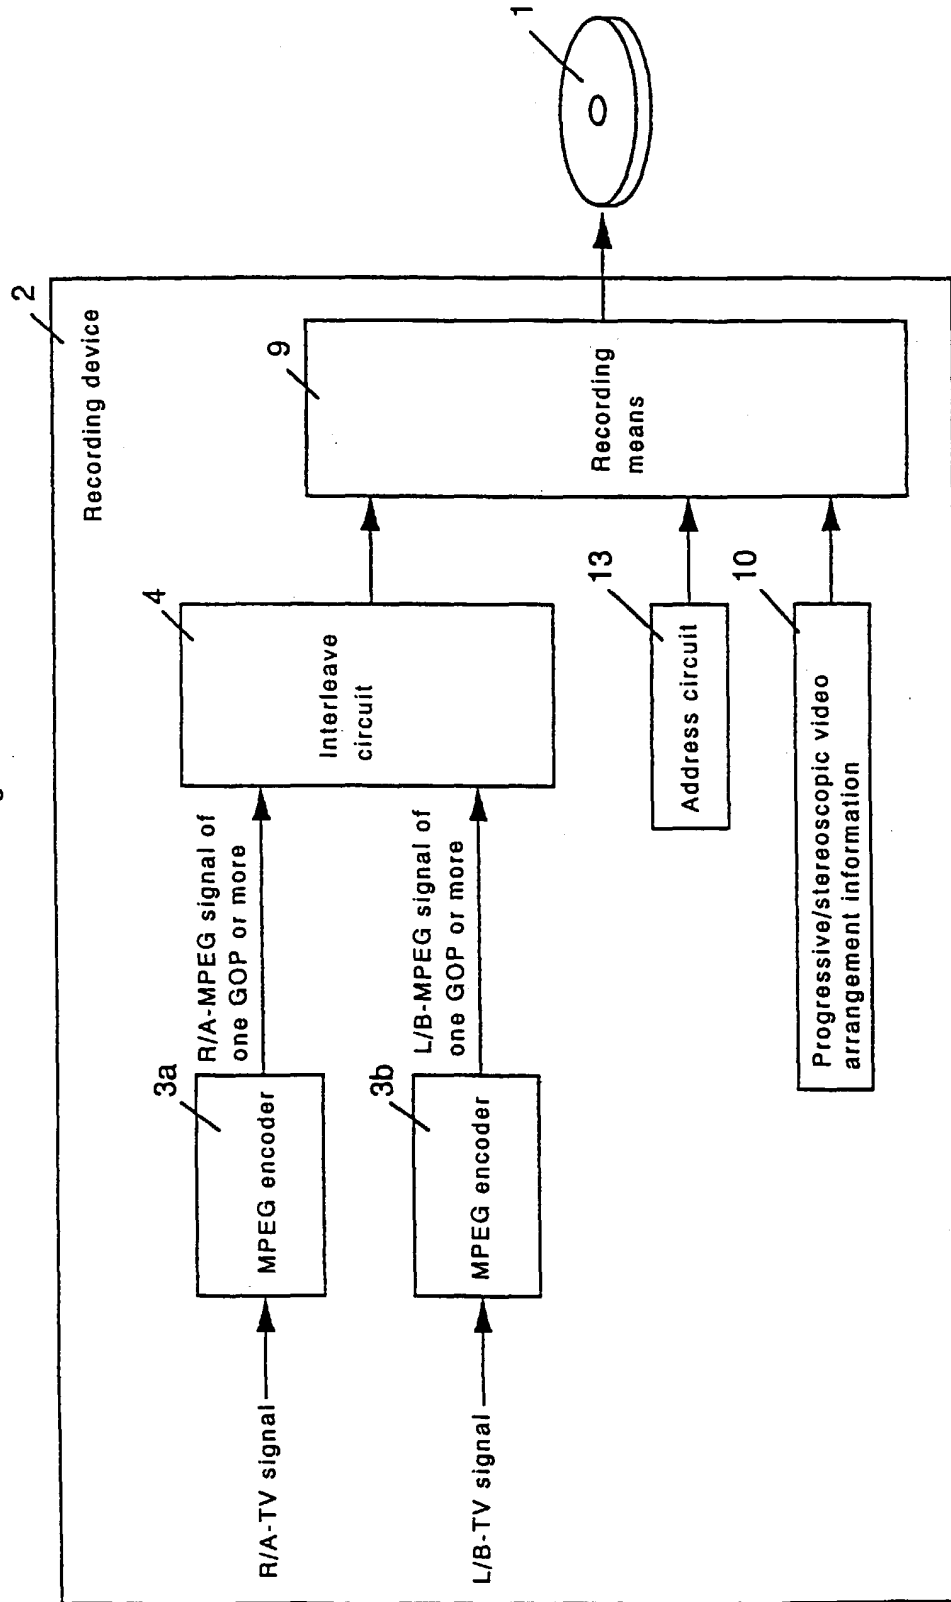 2
Recording device
R/A-TV signal
3a
MPEG encoder
R/A-MPEG signal of
one GOP or more
L/B-TV signal
3b
MPEG encoder
L/B-MPEG signal of
one GOP or more
4
Interleave
circuit
13
Address circuit
10
Progressive/stereoscopic video
arrangement information
9
Recording
means
1